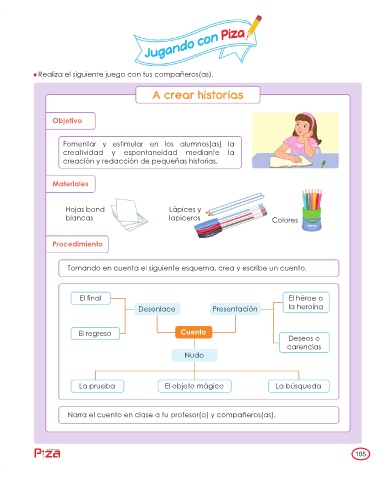 Jugando con Piza
Realiza el siguiente juego con tus compañeros(as).
A crear historias
Objetivo
Fomentar y estimular en los alumnos(as) la
creatividad y espontaneidad mediante la
creación y redacción de pequeñas historias.
Materiales
Hojas bond
blancas
Lápices y
lapiceros
Colores
Procedimiento
Tomando en cuenta el siguiente esquema, crea y escribe un cuento.
El final
El héroe o
la heroína
Desenlace
Presentación
El regreso
Cuento
Deseos o
carencias
Nudo
La prueba
El objeto mágico
La búsqueda
Narra el cuento en clase a tu profesor(a) y compañeros(as).
Piza
105